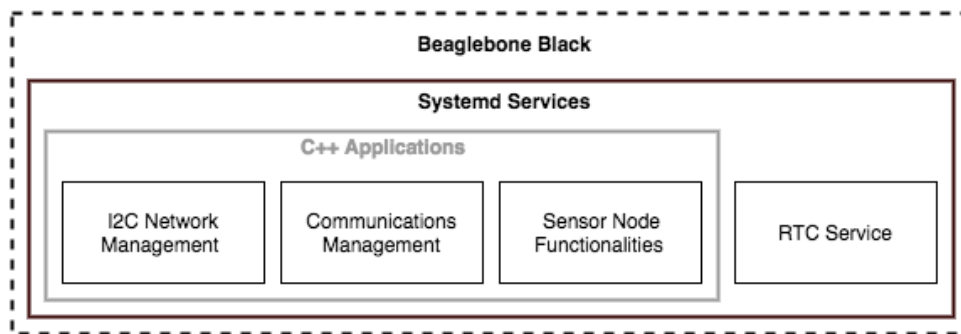 Beaglebone Black
Systemd Services
C++ Applications
I2C Network
Management
Communications
Management
Sensor Node
Functionalities
RTC Service